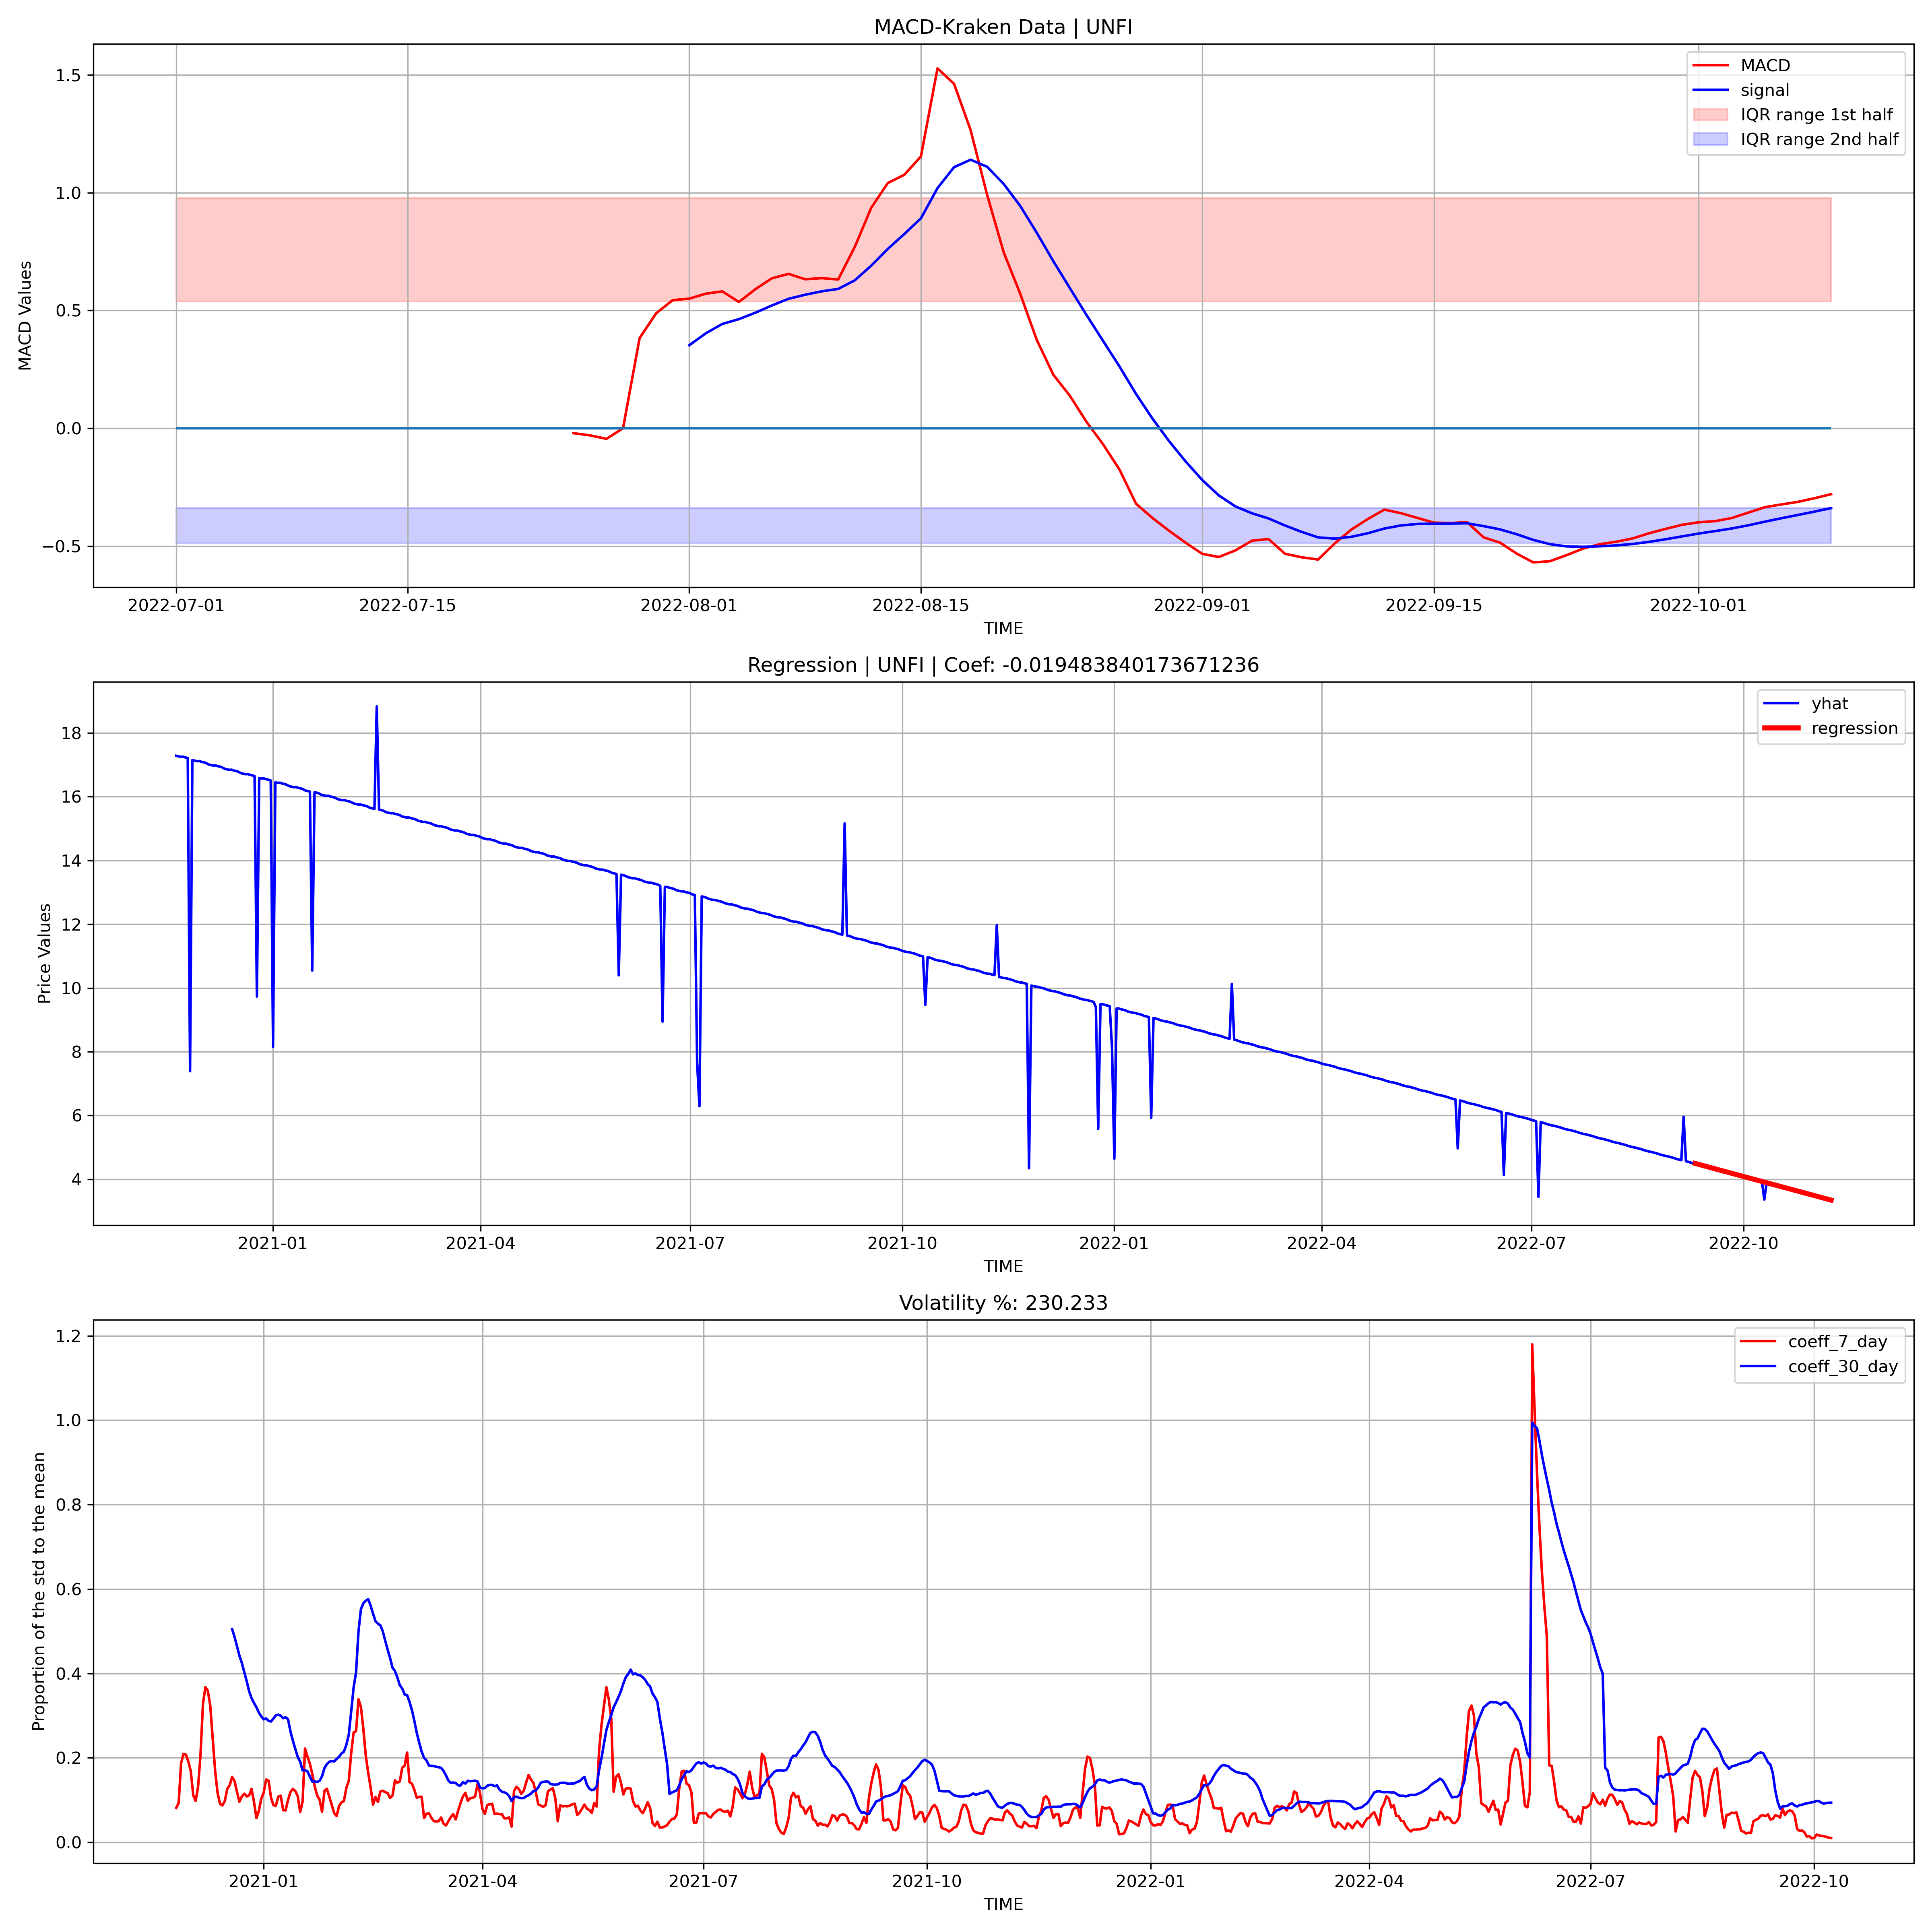 MACD-Kraken Data | UNFI
MACD
signal
IQR range 1st half
IQR range 2nd half
MACD Values
1.5
1.0
0.5
0.0
−0.5
2022-07-01 2022-07-15 2022-08-01 2022-08-15 2022-09-01 2022-09-15 2022-10-01
TIME
Regression | UNFI | Coef: -0.019483840173671236
yhat
regression
Price Values
18
16
14
12
10
8
6
4
2021-01 2021-04 2021-07 2021-10 2022-01 2022-04 2022-07 2022-10
TIME
Volatility %: 230.233
coeff_7_day
coeff_30_day
Proportion of the std to the mean
1.2
1.0
0.8
0.6
0.4
0.2
0.0
2021-01 2021-04 2021-07 2021-10 2022-01 2022-04 2022-07 2022-10
TIME